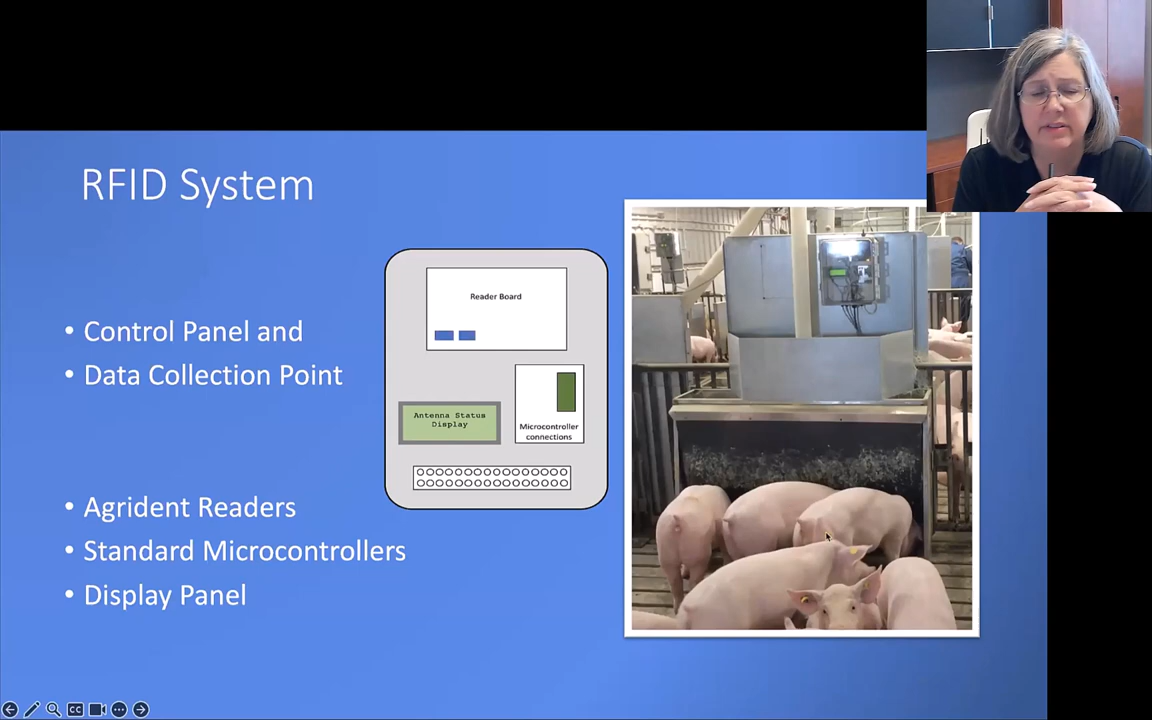 RFID System
• Control Panel and
• Data Collection Point
• Agrident Readers
• Standard Microcontrollers
• Display Panel
Reader Board
Antenna Status
Display
Microcontroller
connections
CC